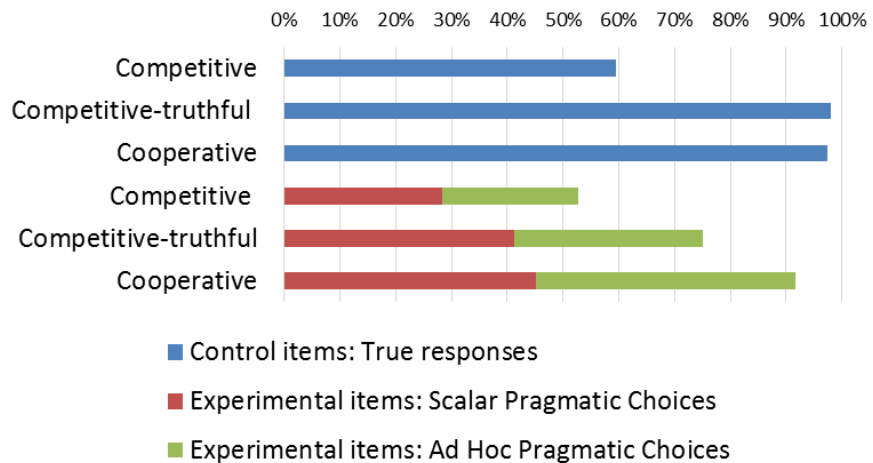 0% 10% 20% 30% 40% 50% 60% 70% 80% 90% 100%
Competitive
Competitive-truthful
Cooperative
Competitive
Competitive-truthful
Cooperative
Control items: True responses
Experimental items: Scalar Pragmatic Choices
Experimental items: Ad Hoc Pragmatic Choices